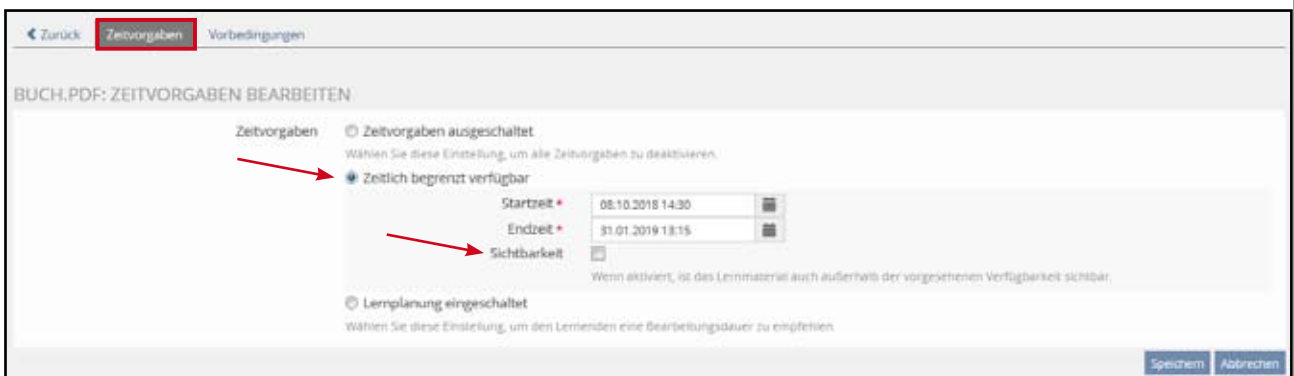 Zurück Zeitvorgaben Vorbedingungen
BUCH.PDF: ZEITVORGABEN BEARBEITEN
Zeitvorgaben Zeitvorgaben ausgeschaltet
Wählen Sie diese Einstellung, um alle Zeitvorgaben zu deaktivieren.
Zeitlich begrenzt verfügbar
Startzeit * 08.10.2018 14:30
Endzeit * 31.01.2019 13:15
Sichtbarkeit
Wenn aktiviert, ist das Lernmaterial auch außerhalb der vorgesehenen Verfügbarkeit sichtbar.
Lernplanung eingeschaltet
Wählen Sie diese Einstellung, um den Lernenden eine Bearbeitungsdauer zu empfehlen.
Speichern Abbrechen